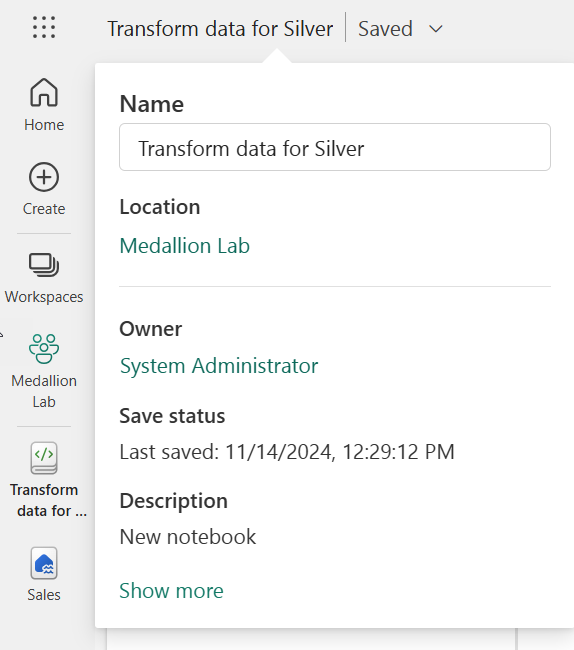 Transform data for Silver
Saved
Home
Create
Workspaces
Medallion
Lab
Transform
data for ...
Sales
Name
Transform data for Silver
Location
Medallion Lab
Owner
System Administrator
Save status
Last saved: 11/14/2024, 12:29:12 PM
Description
New notebook
Show more